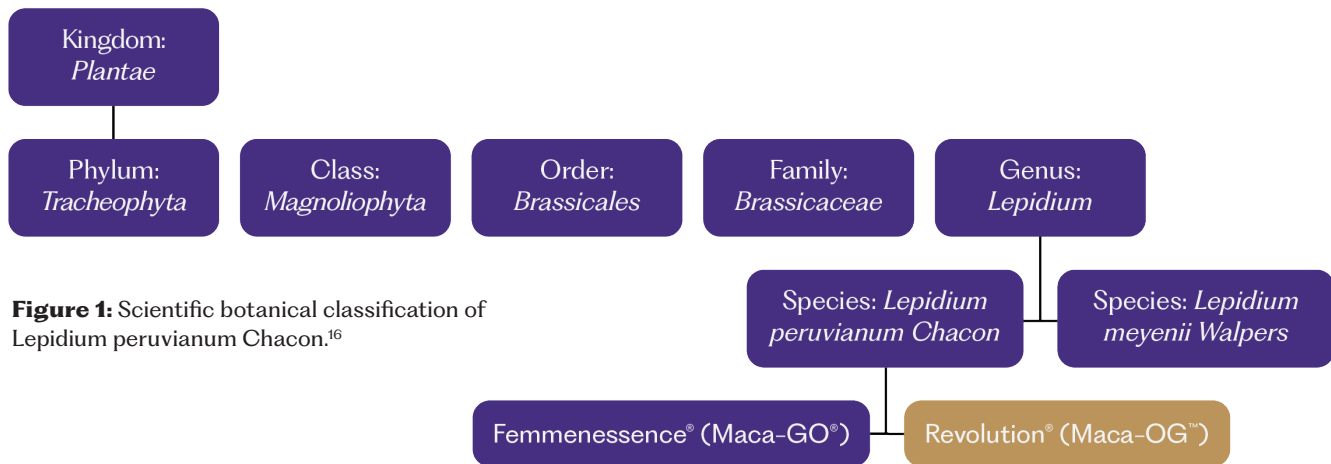 Kingdom:
Plantae
Phylum:
Tracheophyta
Class:
Magnoliophyta
Order:
Brassicales
Family:
Brassicaceae
Genus:
Lepidium
Figure 1: Scientific botanical classification of
Lepidium peruvianum Chacon.¹⁶
Species: Lepidium
peruvianum Chacon
Species: Lepidium
meyenii Walpers
Femmenessence® (Maca-GO®)
Revolution® (Maca-OG™)